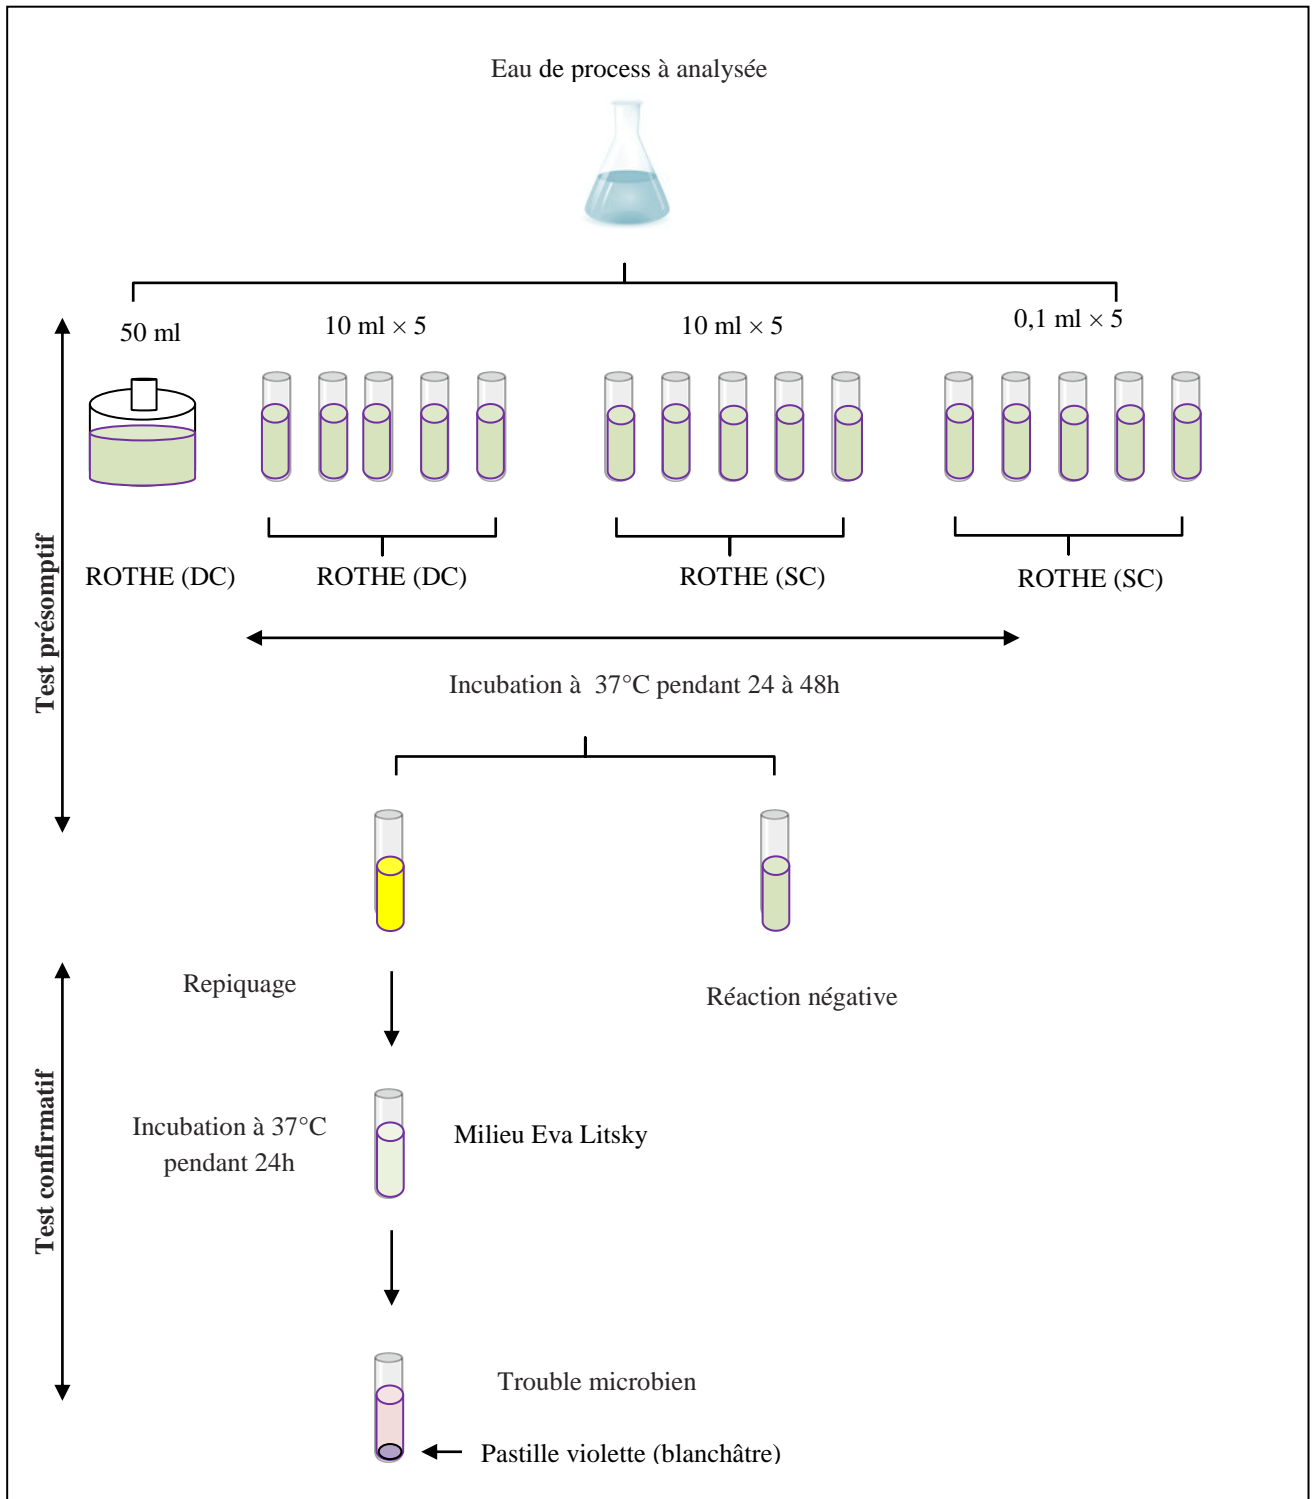 Eau de process à analysée
50 ml
10 ml × 5
10 ml × 5
0,1 ml × 5
ROTHE (DC)
ROTHE (DC)
ROTHE (SC)
ROTHE (SC)
Test présomptif
Incubation à 37°C pendant 24 à 48h
Repiquage
Réaction négative
Test confirmatif
Incubation à 37°C
pendant 24h
Milieu Eva Litsky
Trouble microbien
Pastille violette (blanchâtre)